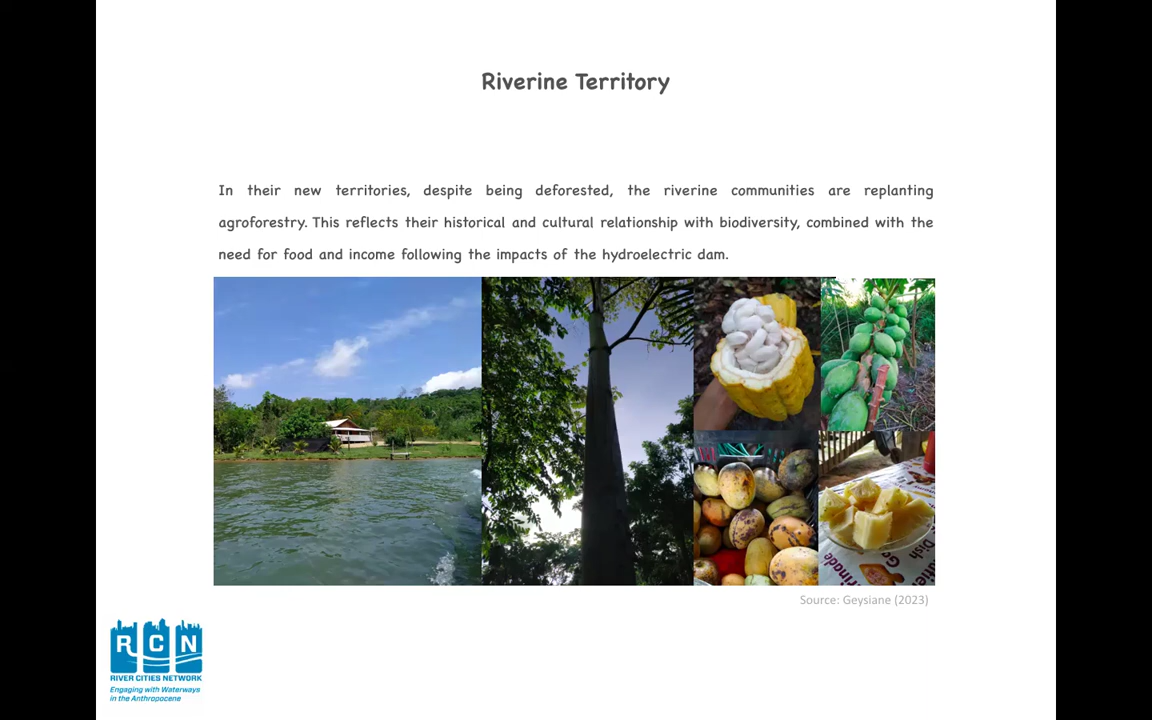 Riverine Territory
In their new territories, despite being deforested, the riverine communities are replanting
agroforestry. This reflects their historical and cultural relationship with biodiversity, combined with the
need for food and income following the impacts of the hydroelectric dam.
Source: Geysiane (2023)
RCN
RIVER CITIES NETWORK
Engaging with Waterways
in the Anthropocene